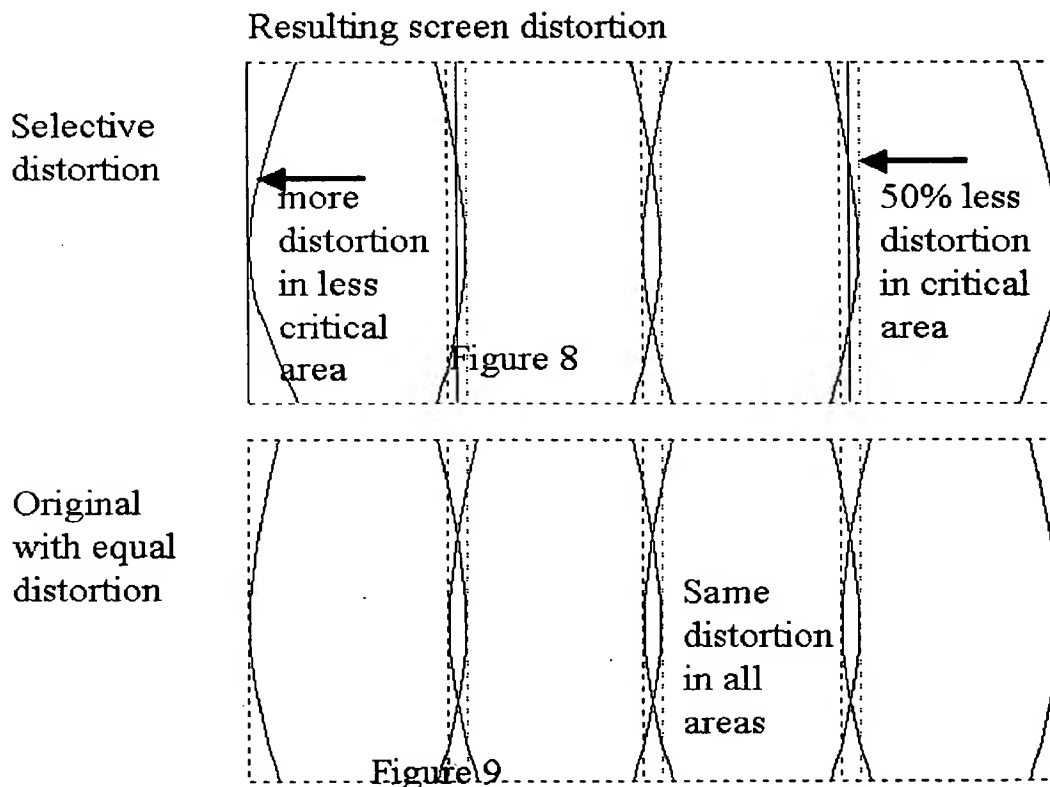 Resulting screen distortion
Selective
distortion
more
distortion
in less
critical
area
50% less
distortion
in critical
area
Figure 8
Original
with equal
distortion
Same
distortion
in all
areas
Figure 9